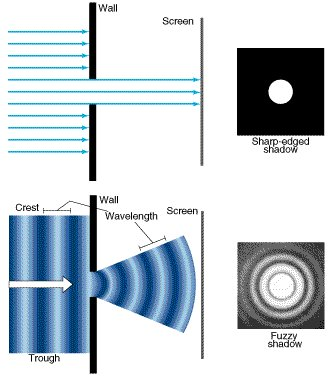 Wall
Screen
Sharp-edged
shadow
Wall
Crest
Wavelength
Screen
Trough
Fuzzy
shadow